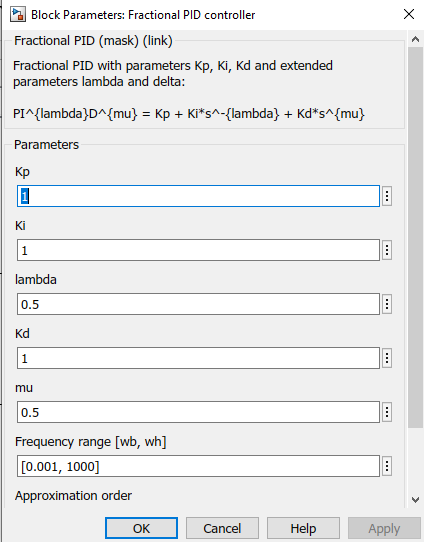 Block Parameters: Fractional PID controller
Fractional PID (mask) (link)
Fractional PID with parameters Kp, Ki, Kd and extended
parameters lambda and delta:
PI^{lambda}D^{mu} = Kp + Ki*s^-{lambda} + Kd*s^{mu}
Parameters
Kp
1
Ki
1
lambda
0.5
Kd
1
mu
0.5
Frequency range [wb, wh]
[0.001, 1000]
Approximation order
OK Cancel Help Apply